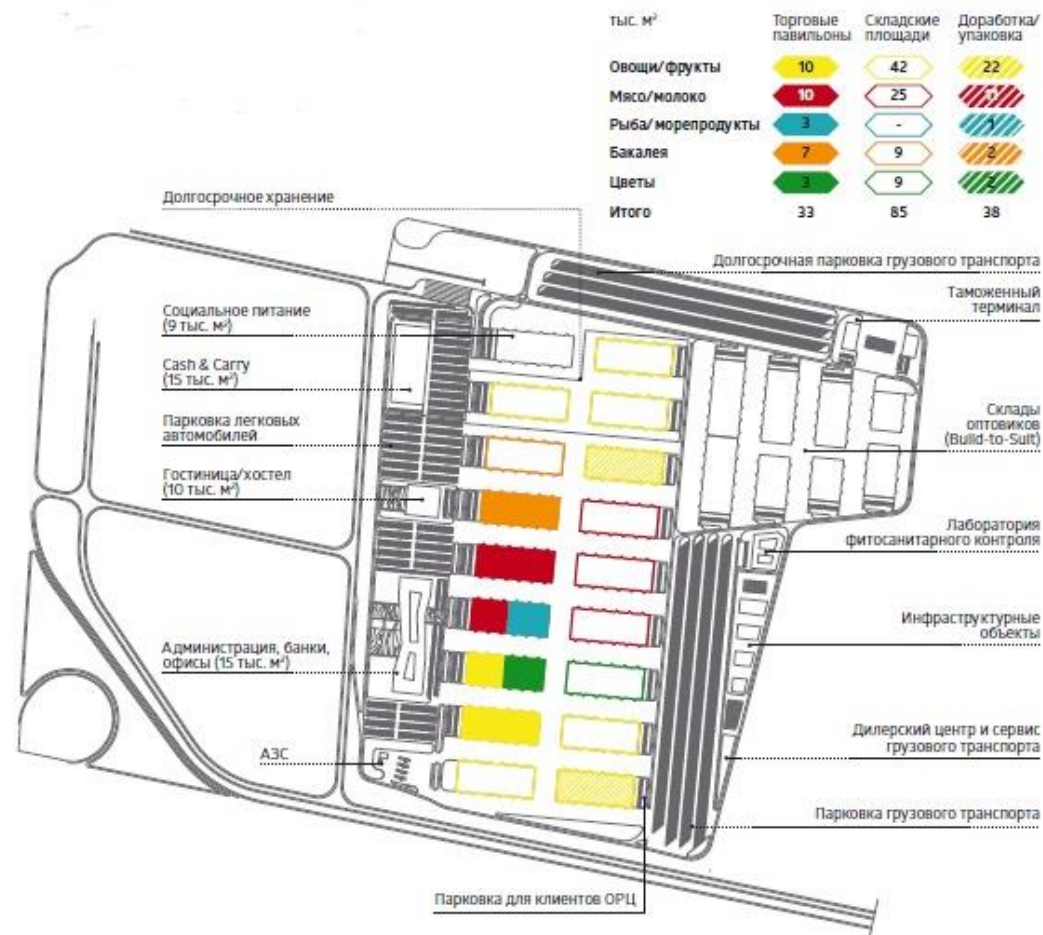 тыс. м²
Торговые павильоны
Складские площади
Доработка/ упаковка
Овощи/фрукты 10 42 22
Мясо/молоко 10 25 11
Рыба/морепродукты 3 - 1
Бакалея 7 9 2
Цветы 3 9 2
Итого 33 85 38
Долгосрочное хранение
Долгосрочная парковка грузового транспорта
Таможенный
терминал
Социальное питание
(9 тыс. м²)
Cash & Carry
(15 тыс. м²)
Парковка легковых
автомобилей
Гостиница/хостел
(10 тыс. м²)
Склады
оптовиков
(Build-to-Suit)
Лаборатория
фитосанитарного контроля
Инфраструктурные
объекты
Администрация, банки,
офисы (15 тыс. м²)
Дилерский центр и сервис
грузового транспорта
АЗС
Парковка грузового транспорта
Парковка для клиентов ОРЦ